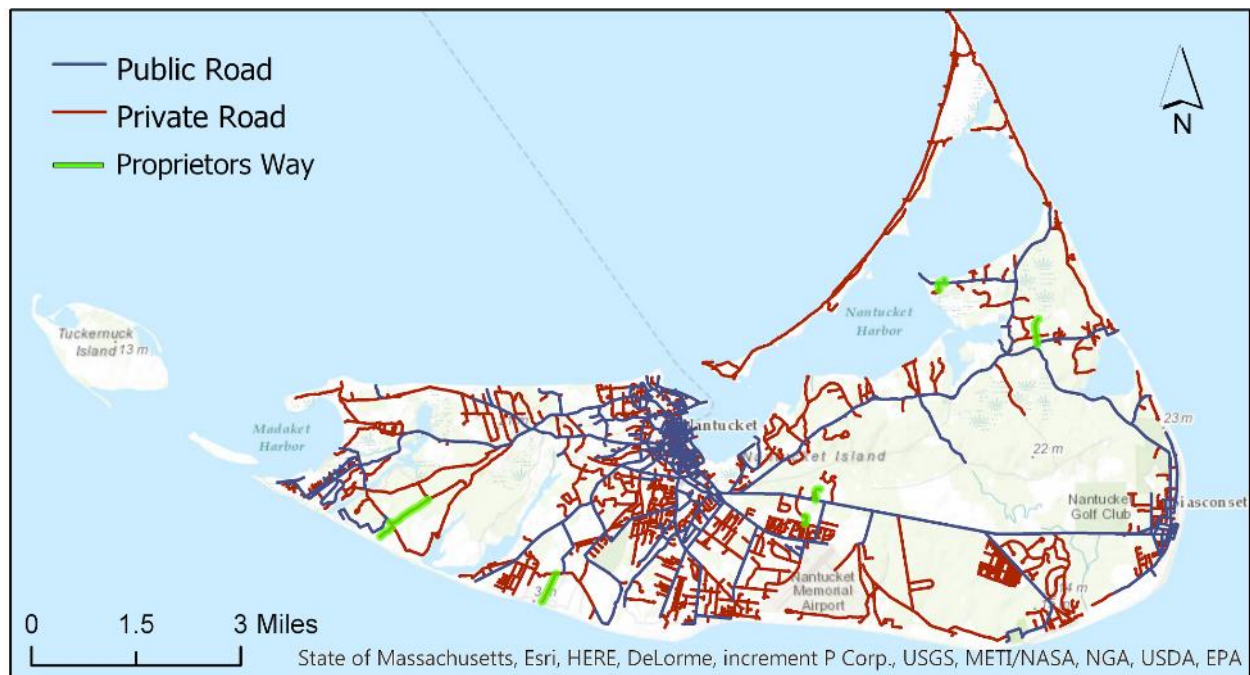 Public Road
Private Road
Proprietors Way
N
Tuckernuck
Island
13 m
Nantucket
Harbor
Madaket
Harbor
Nantucket
Nantucket Island
23 m
22 m
Nantucket
Golf Club
Siasconset
Nantucket
Memorial
Airport
14 m
0 1.5 3 Miles
State of Massachusetts, Esri, HERE, DeLorme, increment P Corp., USGS, METI/NASA, NGA, USDA, EPA